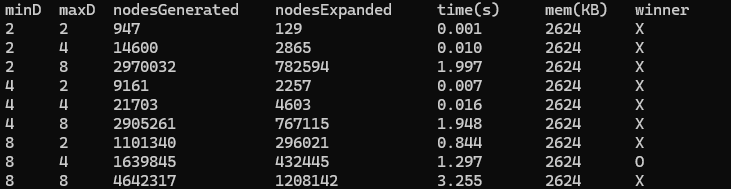 minD maxD nodesGenerated nodesExpanded time(s) mem(KB) winner
2 2 947 129 0.001 2624 X
2 4 14600 2865 0.010 2624 X
2 8 2970032 782594 1.997 2624 X
4 2 9161 2257 0.007 2624 X
4 4 21703 4603 0.016 2624 X
4 8 2905261 767115 1.948 2624 X
8 2 1101340 296021 0.844 2624 X
8 4 1639845 432445 1.297 2624 O
8 8 4642317 1208142 3.255 2624 X